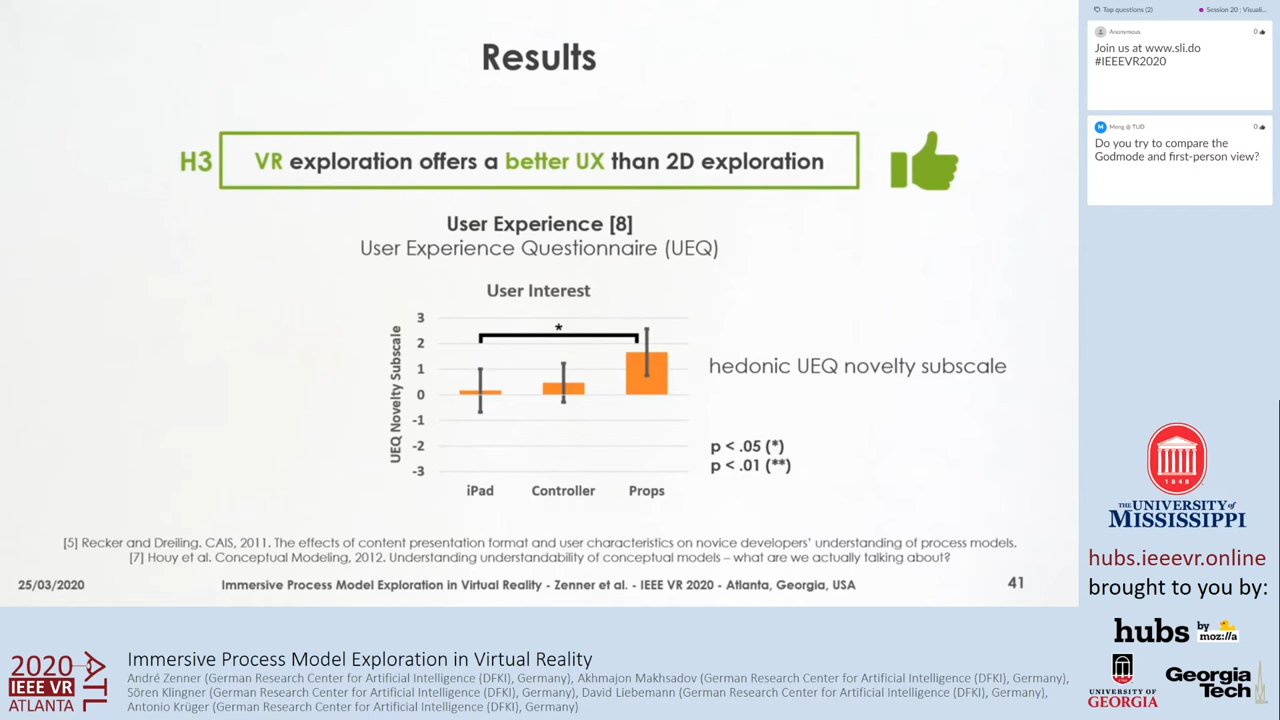 Results
H3
VR exploration offers a better UX than 2D exploration
User Experience [8]
User Experience Questionnaire (UEQ)
User Interest
UEQ Novelty Subscale
3
2
1
0
-1
-2
-3
*
iPad
Controller
Props
hedonic UEQ novelty subscale
p < .05 (*)
p < .01 (**)
[5] Recker and Dreiling. CAIS, 2011. The effects of content presentation format and user characteristics on novice developers' understanding of process models.
[7] Houy et al. Conceptual Modeling, 2012. Understanding understandability of conceptual models – what are we actually talking about?
25/03/2020
Immersive Process Model Exploration in Virtual Reality - Zenner et al. - IEEE VR 2020 - Atlanta, Georgia, USA
41
Top questions (2)
Session 20 : Visuali...
Anonymous
0
Join us at www.sli.do
#IEEEVR2020
M
Meng @ TUD
0
Do you try to compare the
Godmode and first-person view?
1848
THE UNIVERSITY of
MISSISSIPPI
hubs.ieeevr.online
brought to you by:
hubs by
moz://a
UNIVERSITY OF
GEORGIA
Georgia
Tech
2020
IEEE VR
ATLANTA
ATL
Immersive Process Model Exploration in Virtual Reality
André Zenner (German Research Center for Artificial Intelligence (DFKI), Germany), Akhmajon Makhsadov (German Research Center for Artificial Intelligence (DFKI), Germany),
Sören Klingner (German Research Center for Artificial Intelligence (DFKI), Germany), David Liebemann (German Research Center for Artificial Intelligence (DFKI), Germany),
Antonio Krüger (German Research Center for Artificial Intelligence (DFKI), Germany)